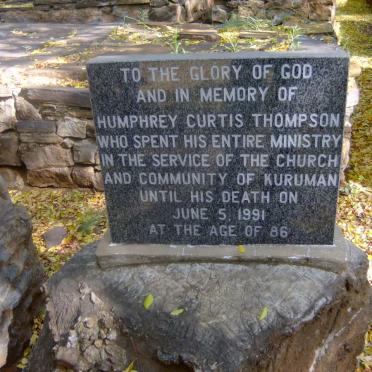 TO THE GLORY OF GOD
AND IN MEMORY OF
HUMPHREY CURTIS THOMPSON
WHO SPENT HIS ENTIRE MINISTRY
IN THE SERVICE OF THE CHURCH
AND COMMUNITY OF KURUMAN
UNTIL HIS DEATH ON
JUNE 5, 1991
AT THE AGE OF 86